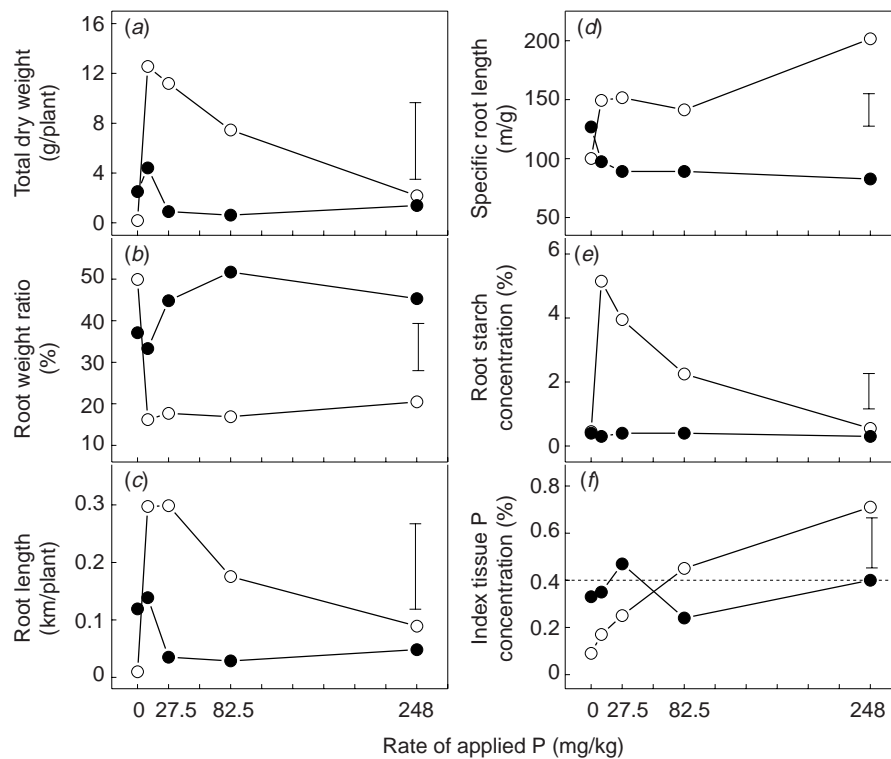 (a)
Total dry weight
(g/plant)
16
12
8
4
0
(b)
Root weight ratio
(%)
50
40
30
20
10
(c)
Root length
(km/plant)
0.3
0.2
0.1
0
0 27.5 82.5 248
(d)
Specific root length
(m/g)
200
150
100
50
(e)
Root starch
concentration (%)
6
4
2
0
(f)
Index tissue P
concentration (%)
0.8
0.6
0.4
0.2
0
0 27.5 82.5 248
Rate of applied P (mg/kg)